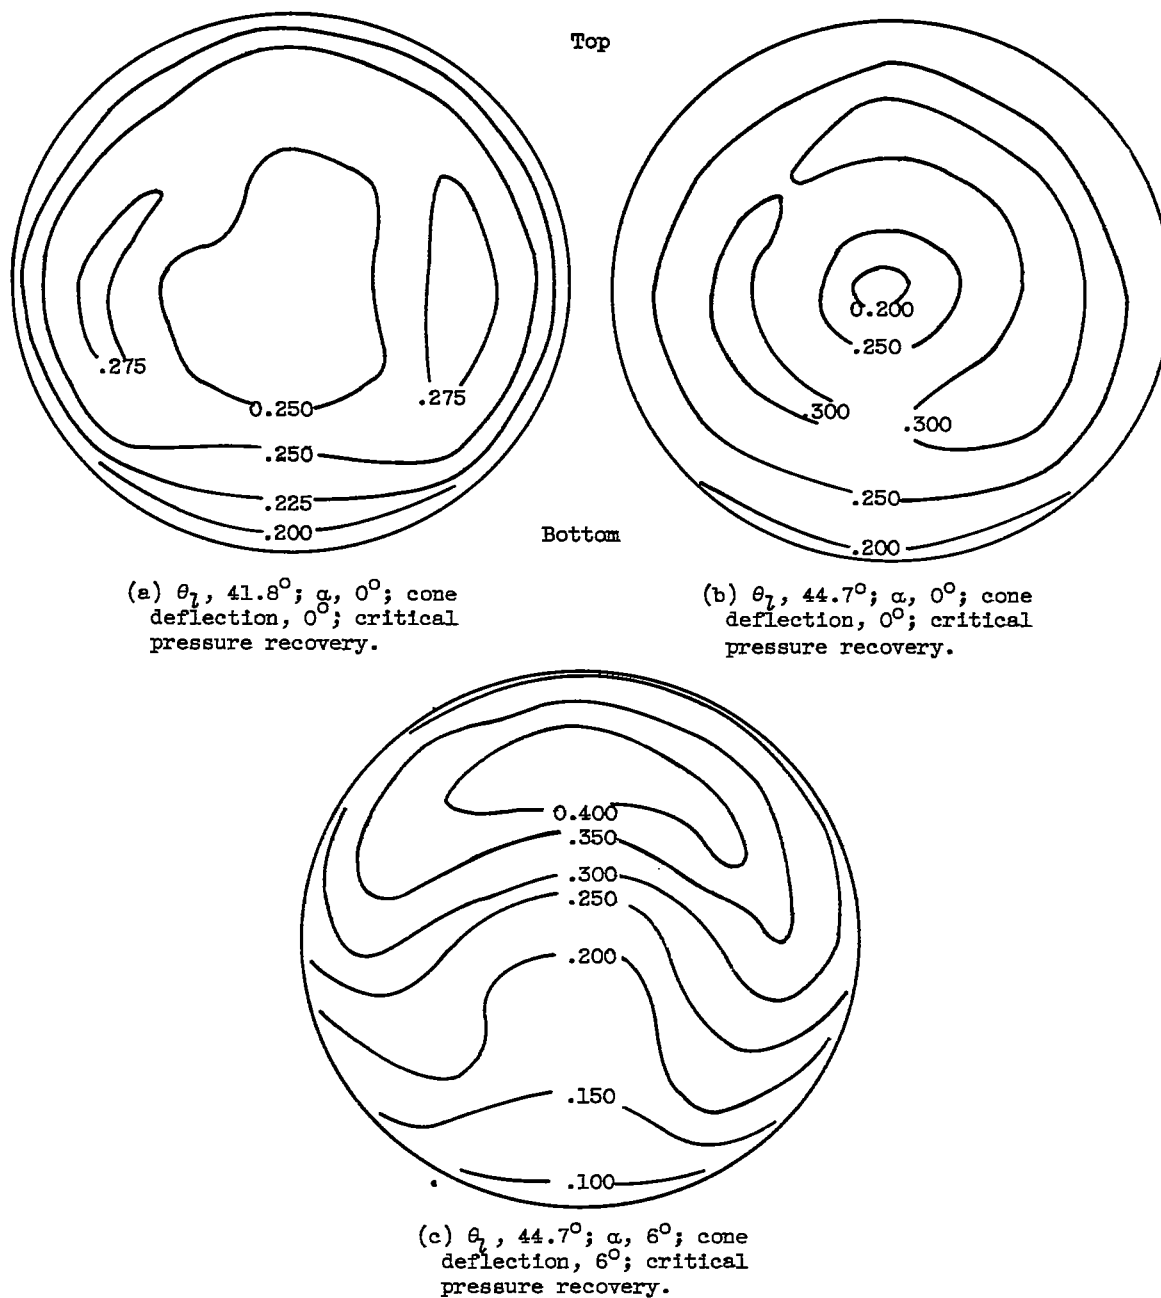 Top
.275
.275
0.250
.250
.225
.200
0.200
.250
.300
.300
.250
.200
Bottom
(a) θl, 41.8°; α, 0°; cone
deflection, 0°; critical
pressure recovery.
(b) θl, 44.7°; α, 0°; cone
deflection, 0°; critical
pressure recovery.
0.400
.350
.300
.250
.200
.150
.100
(c) θl, 44.7°; α, 6°; cone
deflection, 6°; critical
pressure recovery.